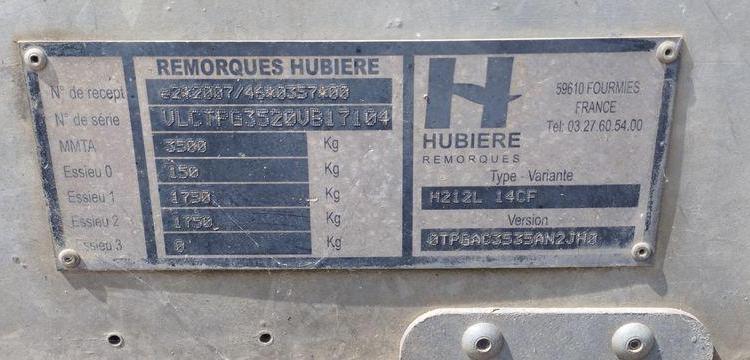 REMORQUES HUBIERE
N° de recept e2*2007/46*0357*00
N° de série VLCTPG3520VB17104
MMTA 3500 Kg
Essieu 0 150 Kg
Essieu 1 1750 Kg
Essieu 2 1750 Kg
Essieu 3 0 Kg
H
59610 FOURMIES
FRANCE
Tél: 03.27.60.54.00
HUBIERE
REMORQUES
Type - Variante
H212L 14CF
Version
0TPGAC3535AN2JH0